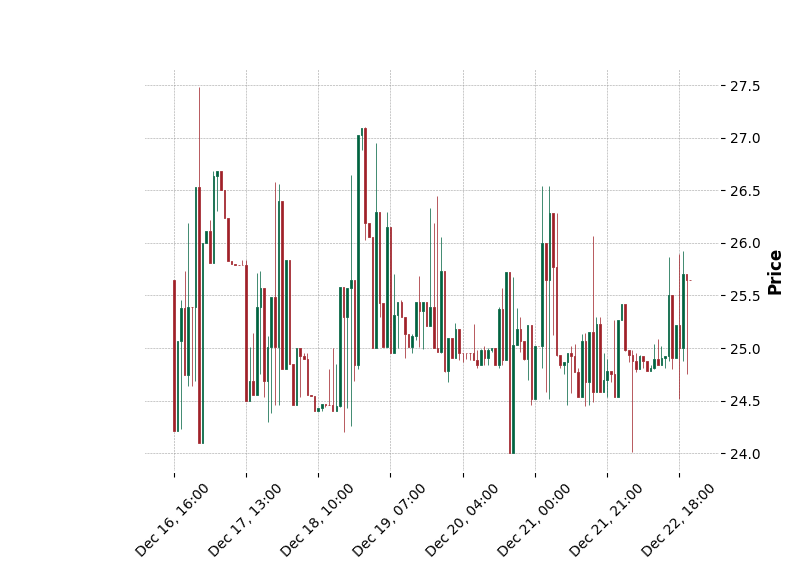 27.5
27.0
26.5
26.0
25.5
25.0
24.5
24.0
Price
Dec 16, 16:00
Dec 17, 13:00
Dec 18, 10:00
Dec 19, 07:00
Dec 20, 04:00
Dec 21, 00:00
Dec 21, 21:00
Dec 22, 18:00